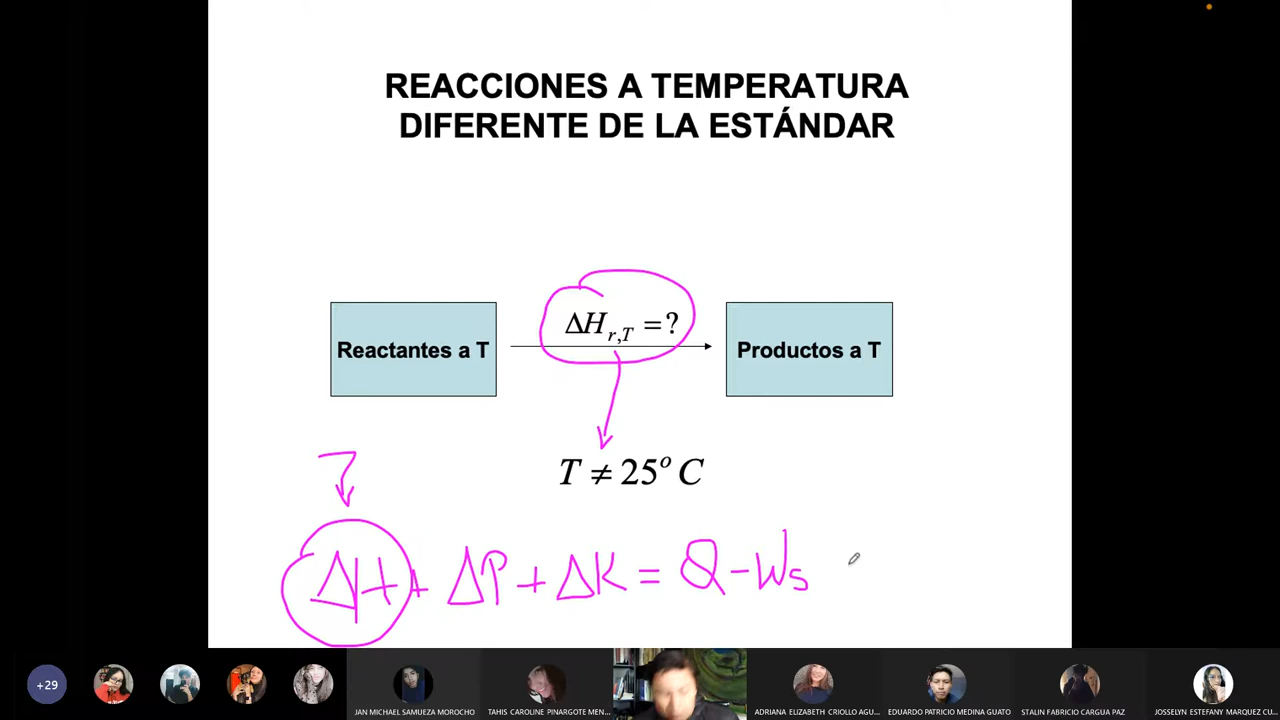 REACCIONES A TEMPERATURA
DIFERENTE DE LA ESTÁNDAR
Reactantes a T
ΔH r,T = ?
Productos a T
T ≠ 25° C
ΔH + ΔP + ΔK = Q - Ws
+29
JAN MICHAEL SAMUEZA MOROCHO
TAHIS CAROLINE PINARGOTE MEN...
ADRIANA ELIZABETH CRIOLLO AGU...
EDUARDO PATRICIO MEDINA GUATO
STALIN FABRICIO CARGUA PAZ
JOSSELYN ESTEFANY MARQUEZ CU...